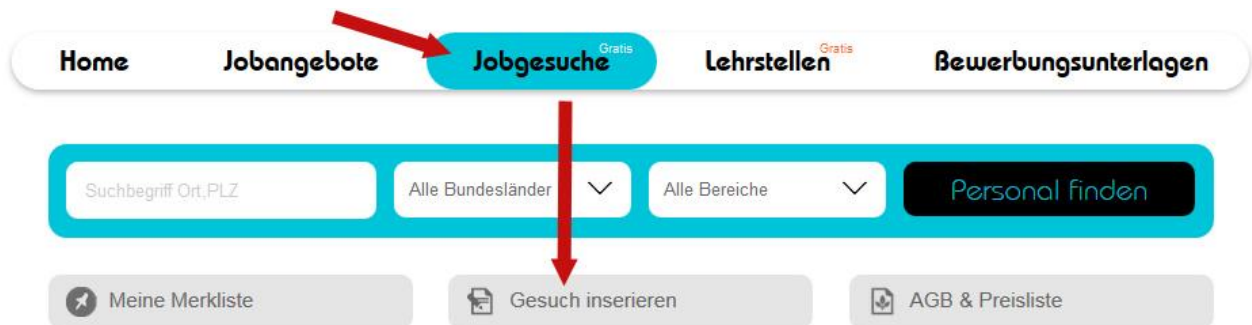 Home Jobangebote Jobgesuche Gratis Lehrstellen Gratis Bewerbungsunterlagen
Suchbegriff Ort,PLZ Alle Bundesländer Alle Bereiche Personal finden
Meine Merkliste Gesuch inserieren AGB & Preisliste